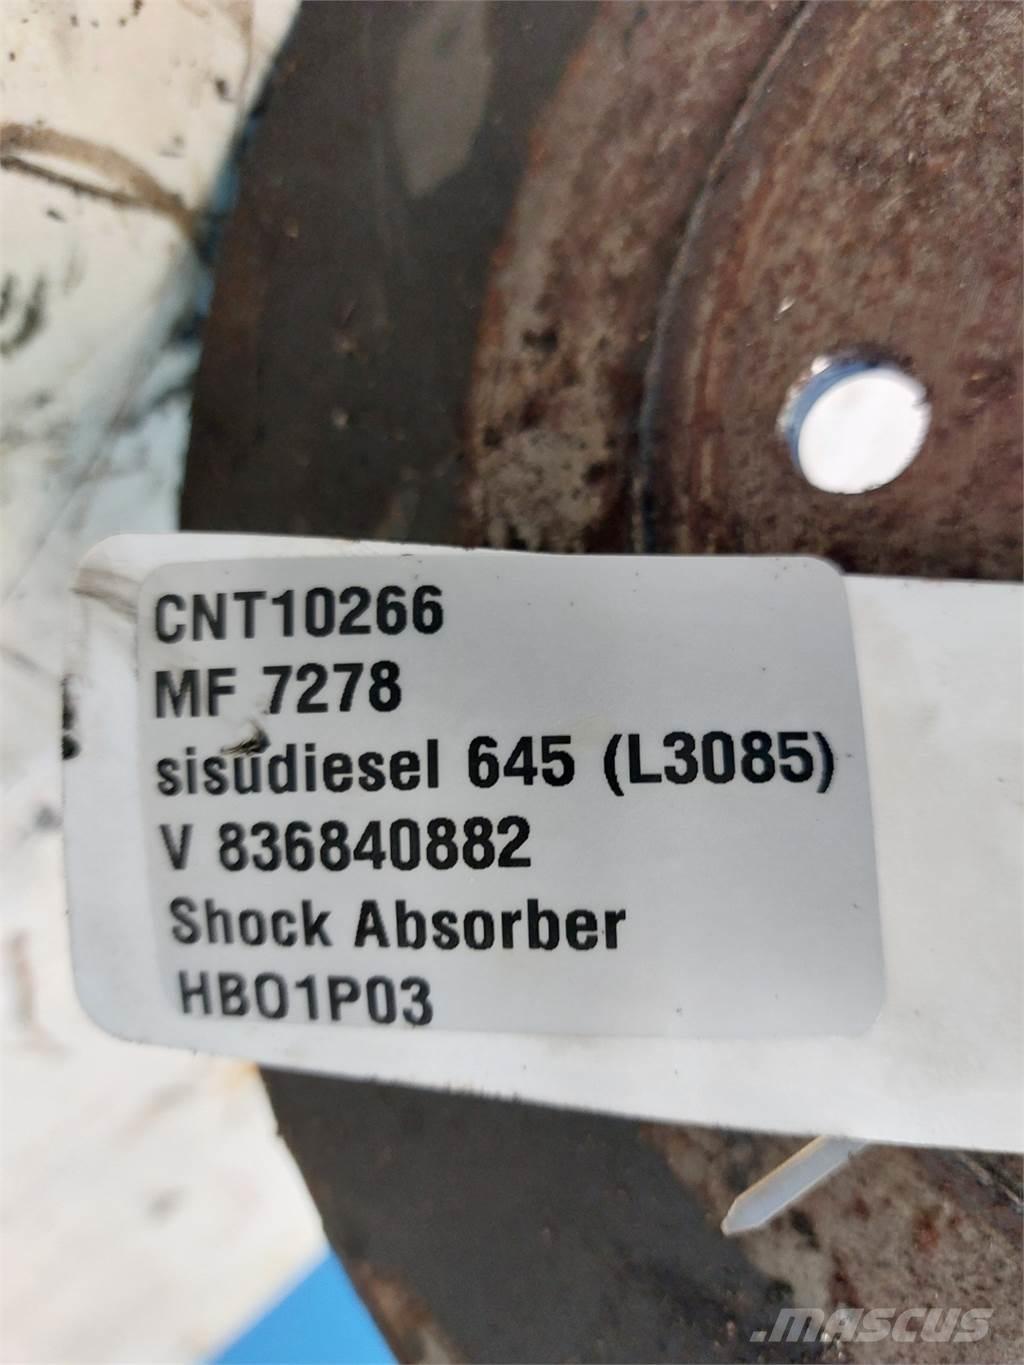 CNT10266
MF 7278
sisudiesel 645 (L3085)
V 836840882
Shock Absorber
HBO1P03
.MASCUS